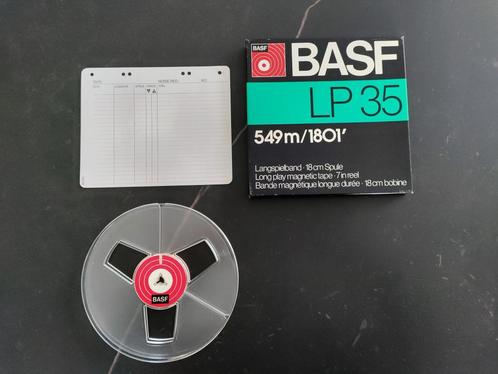 BASF
BASF
LP 35
549m/1801'
Langspielband · 18 cm Spule
Long play magnetic tape · 7 in reel
Bande magnétique longue durée · 18 cm bobine
BASF